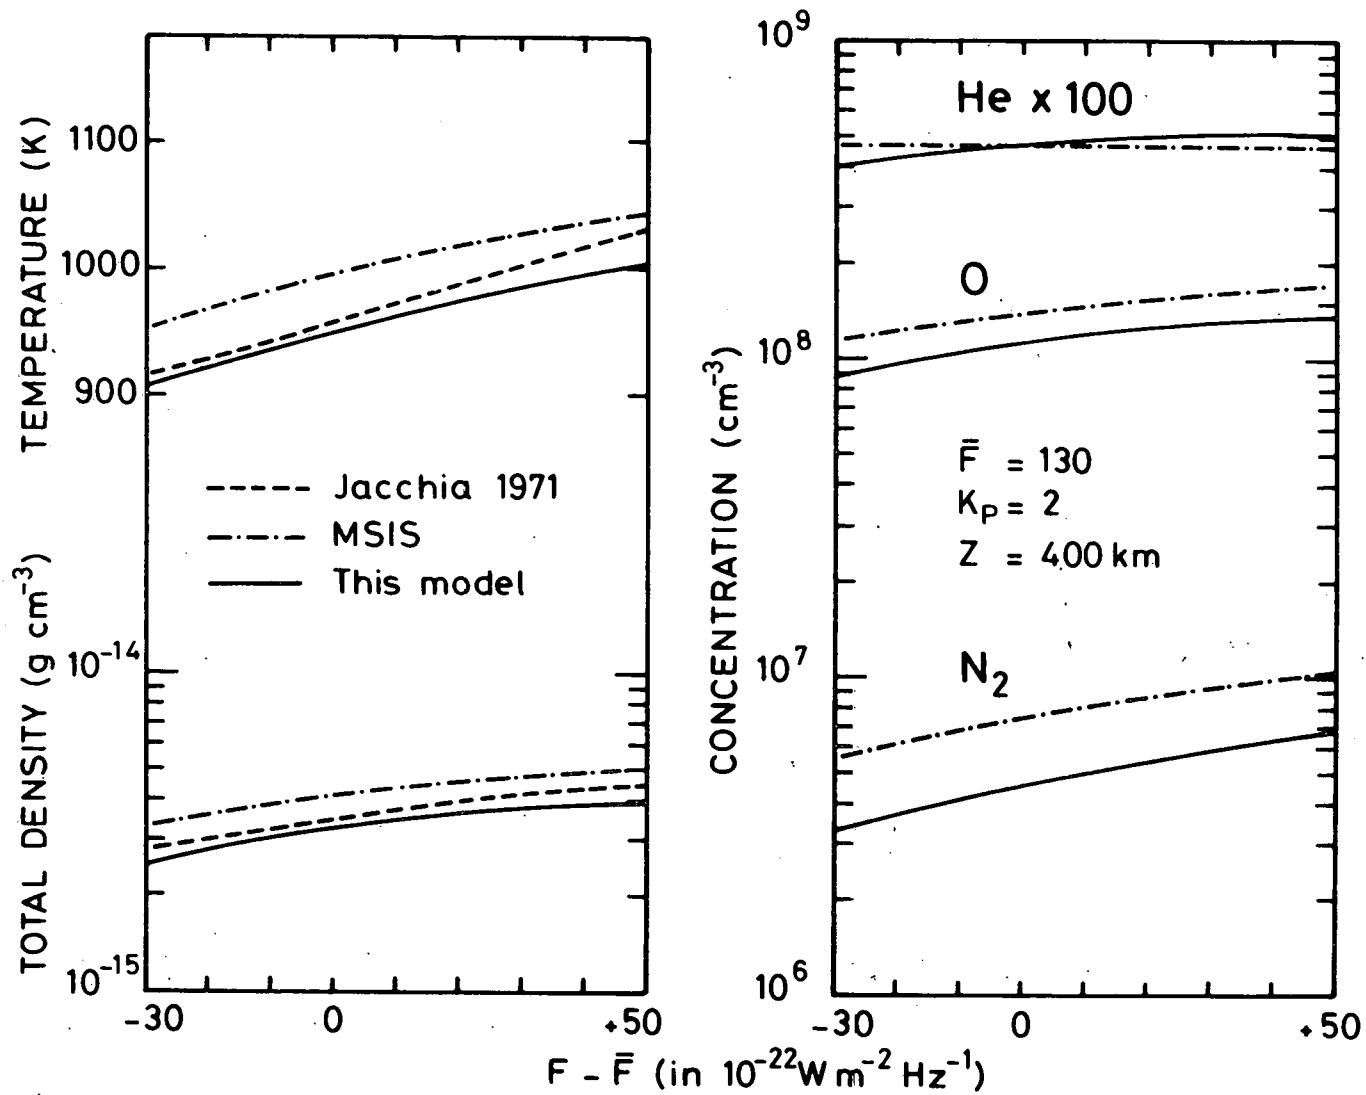 TEMPERATURE (K)
1100
1000
900
Jacchia 1971
MSIS
This model
TOTAL DENSITY (g cm⁻³)
10⁻¹⁴
10⁻¹⁵
-30
0
+50
CONCENTRATION (cm⁻³)
10⁹
10⁸
10⁷
10⁶
He x 100
O
F̄ = 130
Kₚ = 2
Z = 400 km
N₂
-30
0
+50
F - F̄ (in 10⁻²² W m⁻² Hz⁻¹)